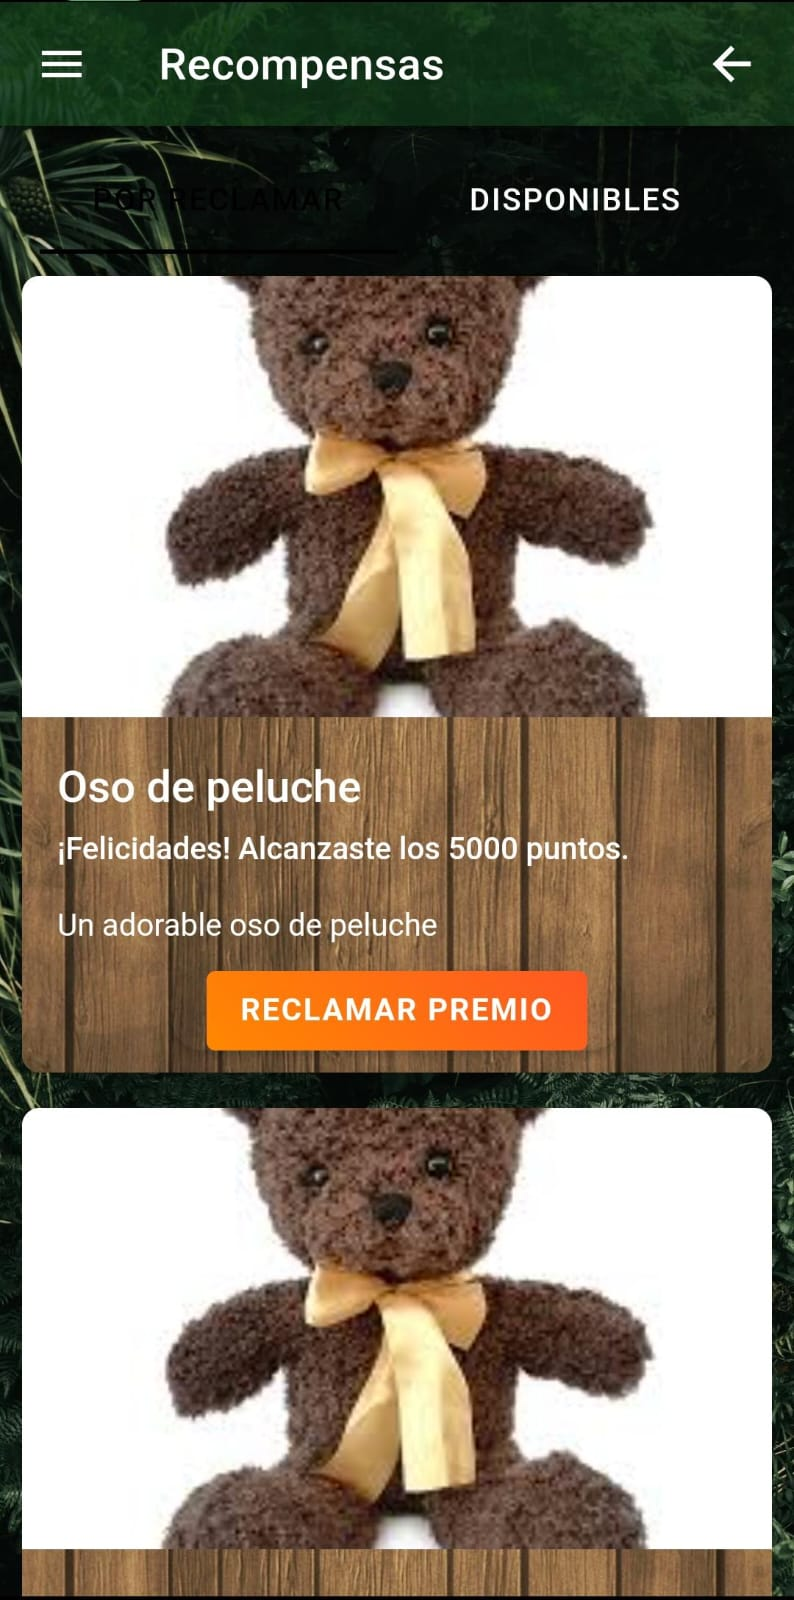 Recompensas
POR RECLAMAR
DISPONIBLES
Oso de peluche
¡Felicidades! Alcanzaste los 5000 puntos.
Un adorable oso de peluche
RECLAMAR PREMIO